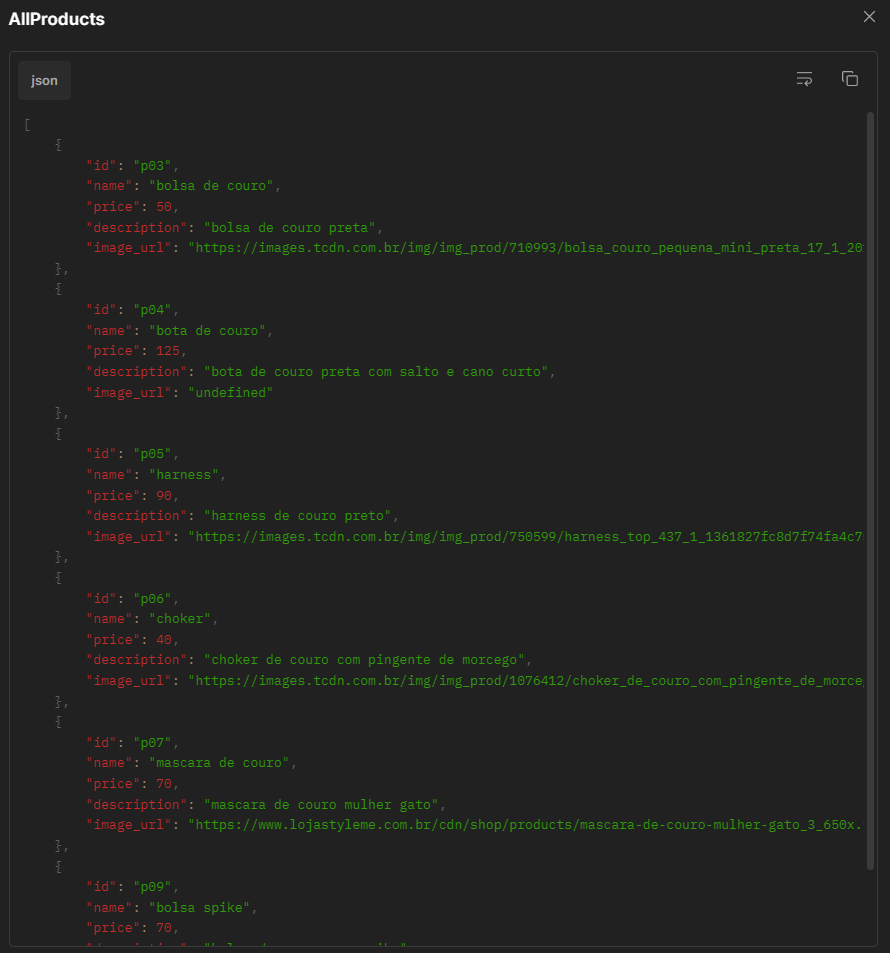 AllProducts
json
[
{
"id": "p03",
"name": "bolsa de couro",
"price": 50,
"description": "bolsa de couro preta",
"image_url": "https://images.tcdn.com.br/img/img_prod/710993/bolsa_couro_pequena_mini_preta_17_1_20
},
{
"id": "p04",
"name": "bota de couro",
"price": 125,
"description": "bota de couro preta com salto e cano curto",
"image_url": "undefined"
},
{
"id": "p05",
"name": "harness",
"price": 90,
"description": "harness de couro preto",
"image_url": "https://images.tcdn.com.br/img/img_prod/750599/harness_top_437_1_1361827fc8d7f74fa4c7
},
{
"id": "p06",
"name": "choker",
"price": 40,
"description": "choker de couro com pingente de morcego",
"image_url": "https://images.tcdn.com.br/img/img_prod/1076412/choker_de_couro_com_pingente_de_morce
},
{
"id": "p07",
"name": "mascara de couro",
"price": 70,
"description": "mascara de couro mulher gato",
"image_url": "https://www.lojastyleme.com.br/cdn/shop/products/mascara-de-couro-mulher-gato_3_650x.
},
{
"id": "p09",
"name": "bolsa spike",
"price": 70,